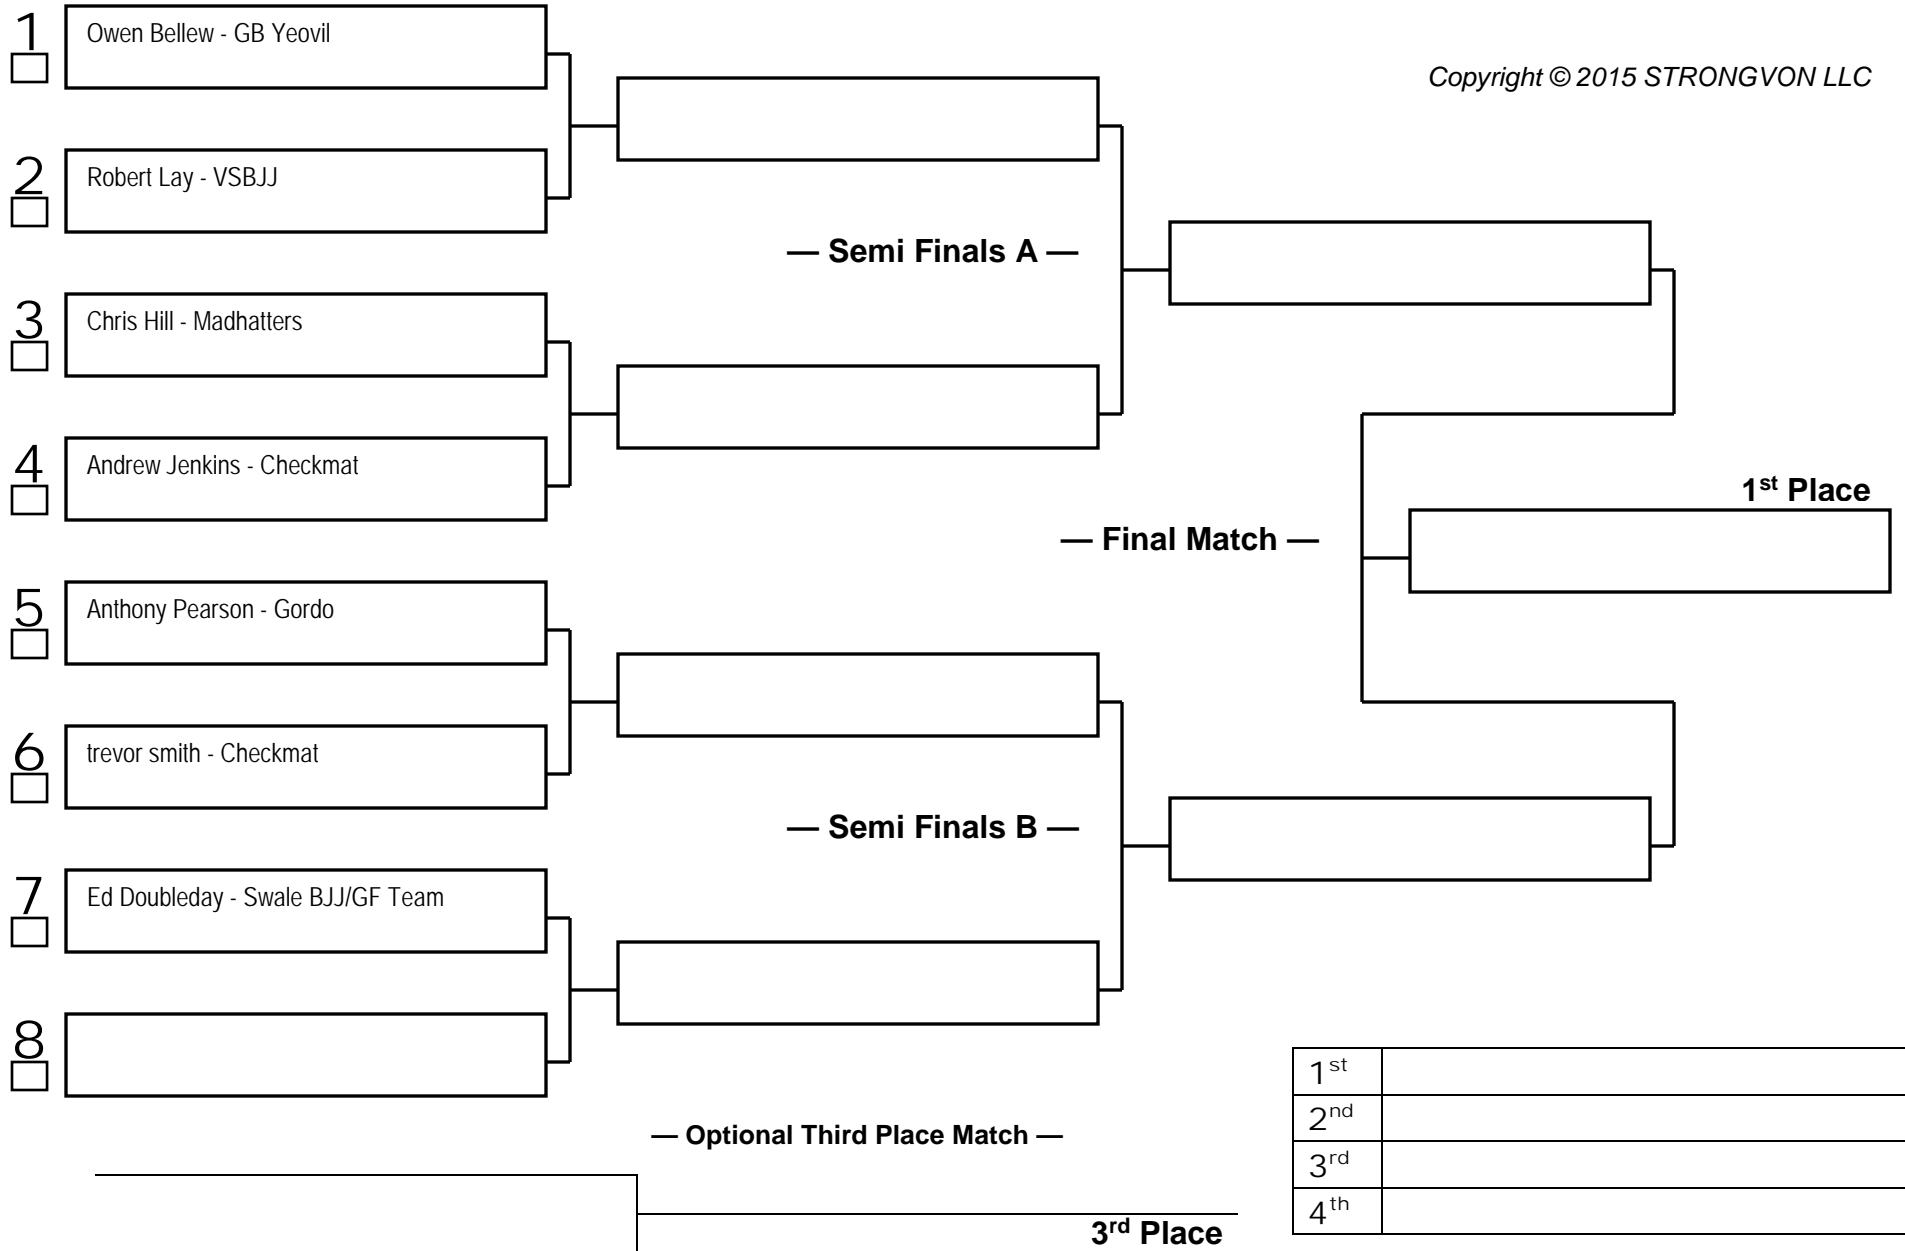 1
Owen Bellew - GB Yeovil
Copyright © 2015 STRONGVON LLC
2
Robert Lay - VSBJJ
— Semi Finals A —
3
Chris Hill - Madhatters
4
Andrew Jenkins - Checkmat
1st Place
— Final Match —
5
Anthony Pearson - Gordo
6
trevor smith - Checkmat
— Semi Finals B —
7
Ed Doubleday - Swale BJJ/GF Team
8
— Optional Third Place Match —
3rd Place
1st
2nd
3rd
4th